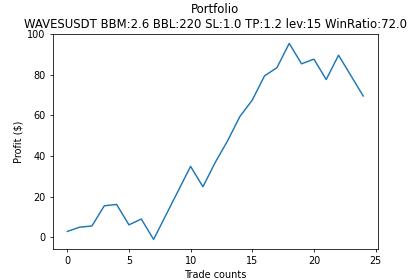 Portfolio
WAVESUSDT BBM:2.6 BBL:220 SL:1.0 TP:1.2 lev:15 WinRatio:72.0
100
80
60
40
20
0
Profit ($)
0 5 10 15 20 25
Trade counts